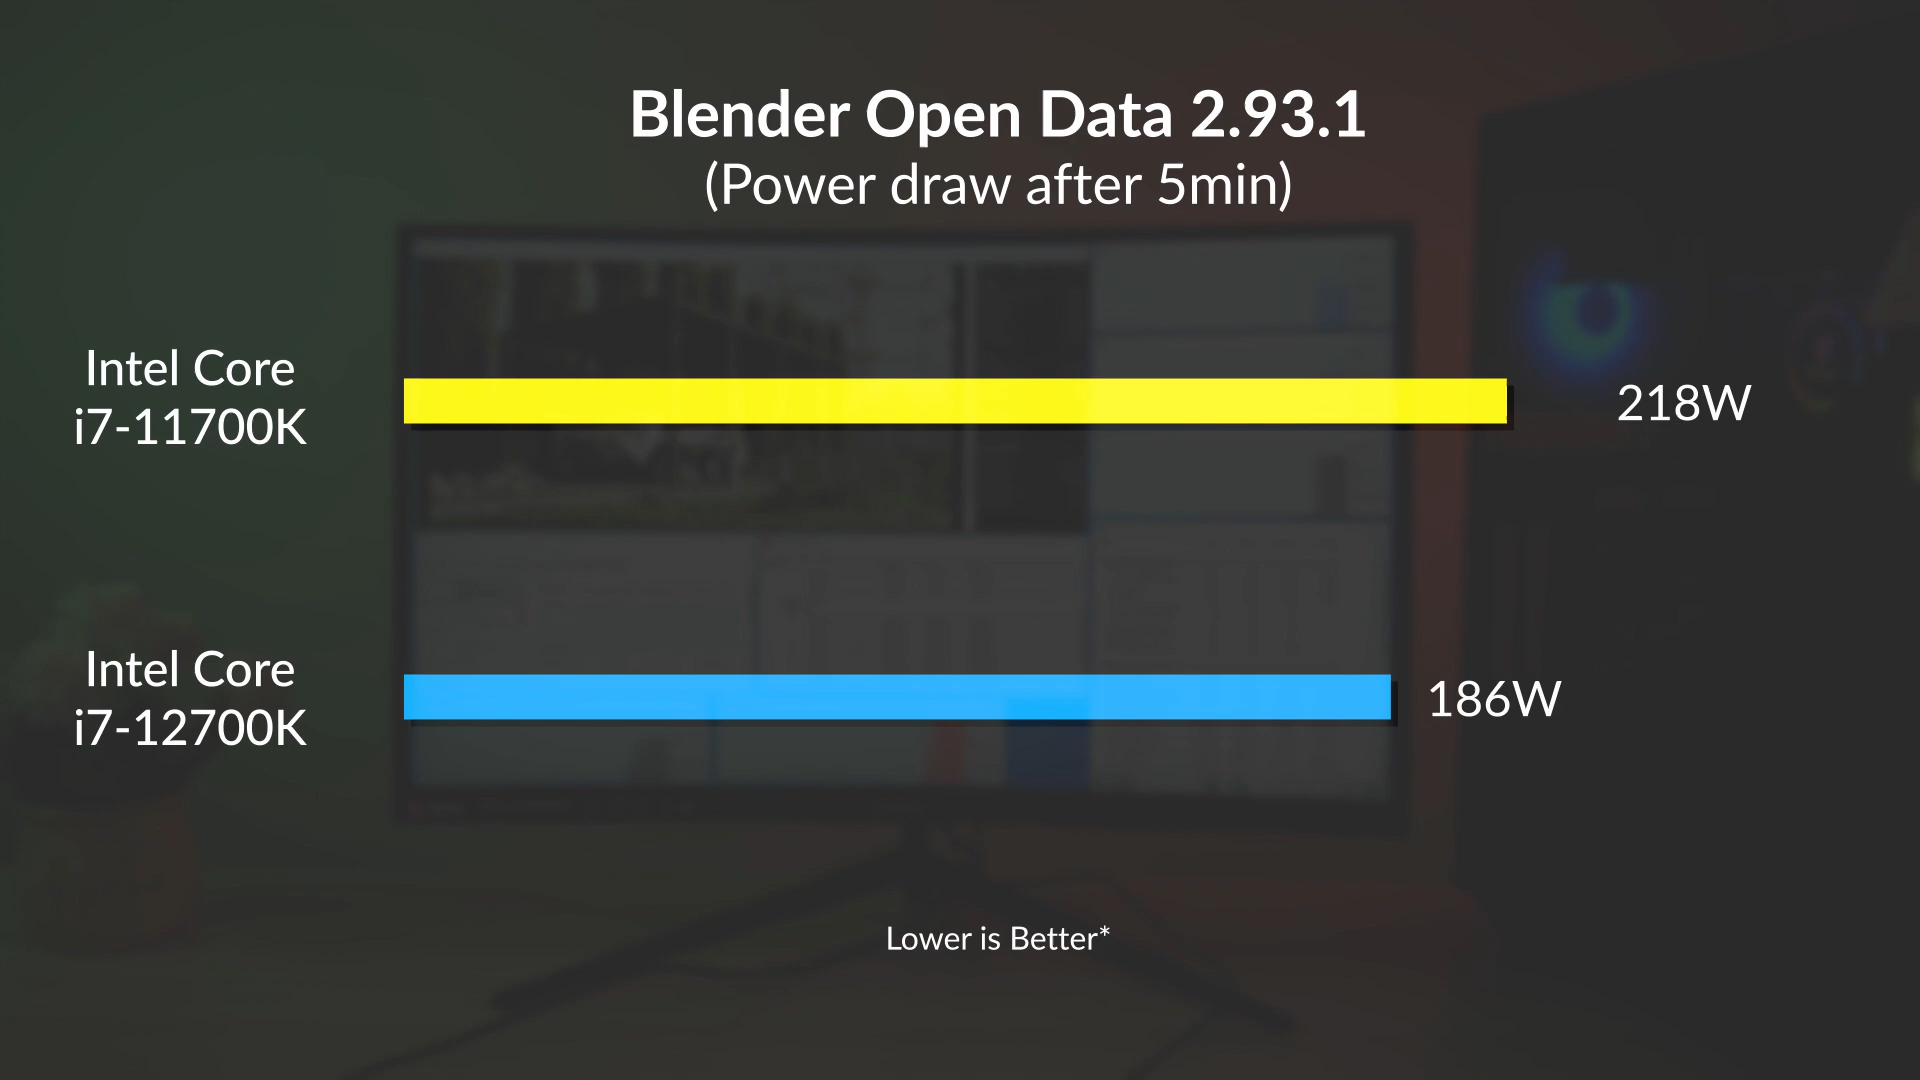 Blender Open Data 2.93.1
(Power draw after 5min)
Intel Core
i7-11700K
218W
Intel Core
i7-12700K
186W
Lower is Better*